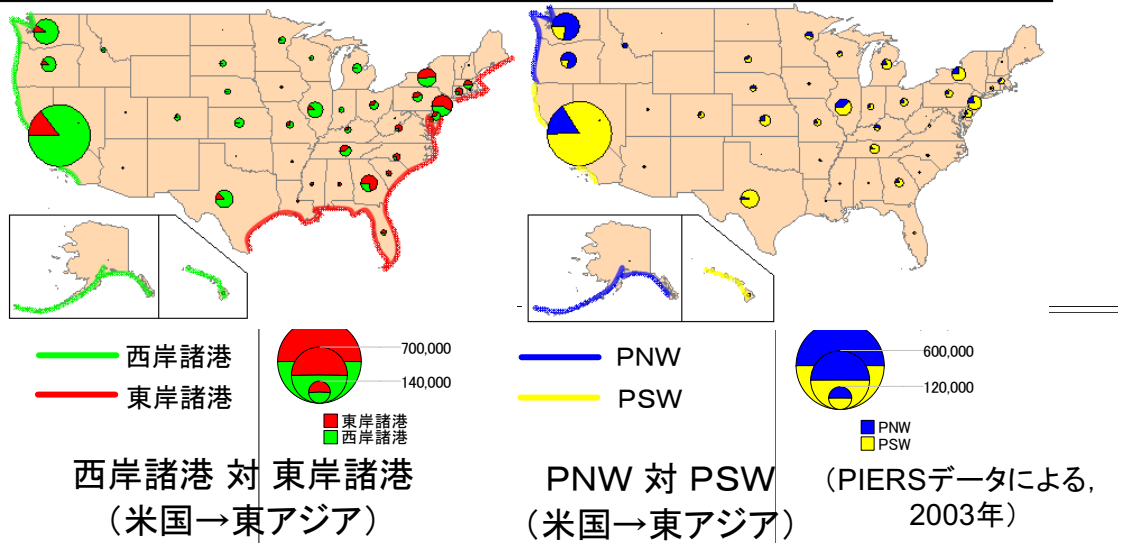 西岸諸港
東岸諸港
700,000
140,000
東岸諸港
西岸諸港
西岸諸港 対 東岸諸港
（米国→東アジア）
PNW
PSW
600,000
120,000
PNW
PSW
PNW 対 PSW
（米国→東アジア）
（PIERSデータによる,
2003年）